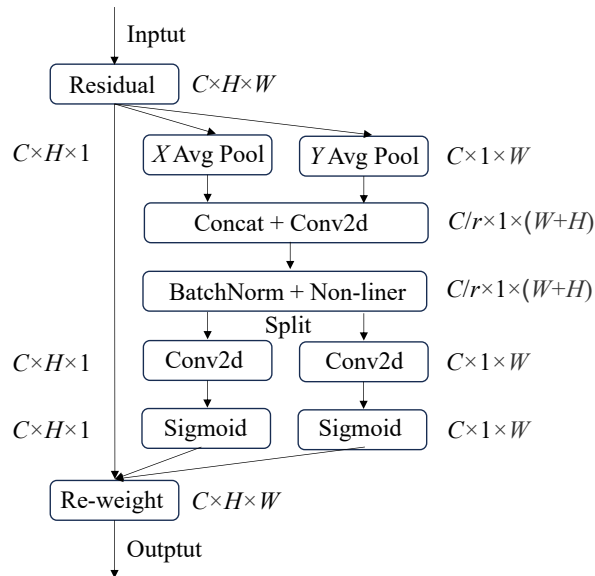 Inptut
Residual C×H×W
C×H×1 X Avg Pool Y Avg Pool C×1×W
Concat + Conv2d C/r×1×(W+H)
BatchNorm + Non-liner C/r×1×(W+H)
Split
C×H×1 Conv2d Conv2d C×1×W
C×H×1 Sigmoid Sigmoid C×1×W
Re-weight C×H×W
Outptut